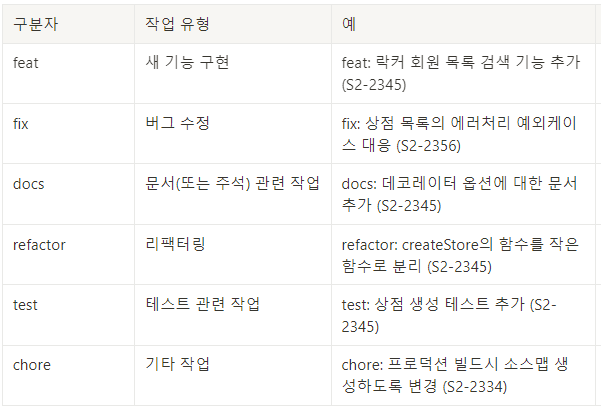 구분자 작업 유형 예
feat 새 기능 구현 feat: 락커 회원 목록 검색 기능 추가
(S2-2345)
fix 버그 수정 fix: 상점 목록의 에러처리 예외케이
스 대응 (S2-2356)
docs 문서(또는 주석) 관련 작업 docs: 데코레이터 옵션에 대한 문서
추가 (S2-2345)
refactor 리팩터링 refactor: createStore의 함수를 작은
함수로 분리 (S2-2345)
test 테스트 관련 작업 test: 상점 생성 테스트 추가 (S2-
2345)
chore 기타 작업 chore: 프로덕션 빌드시 소스맵 생
성하도록 변경 (S2-2334)